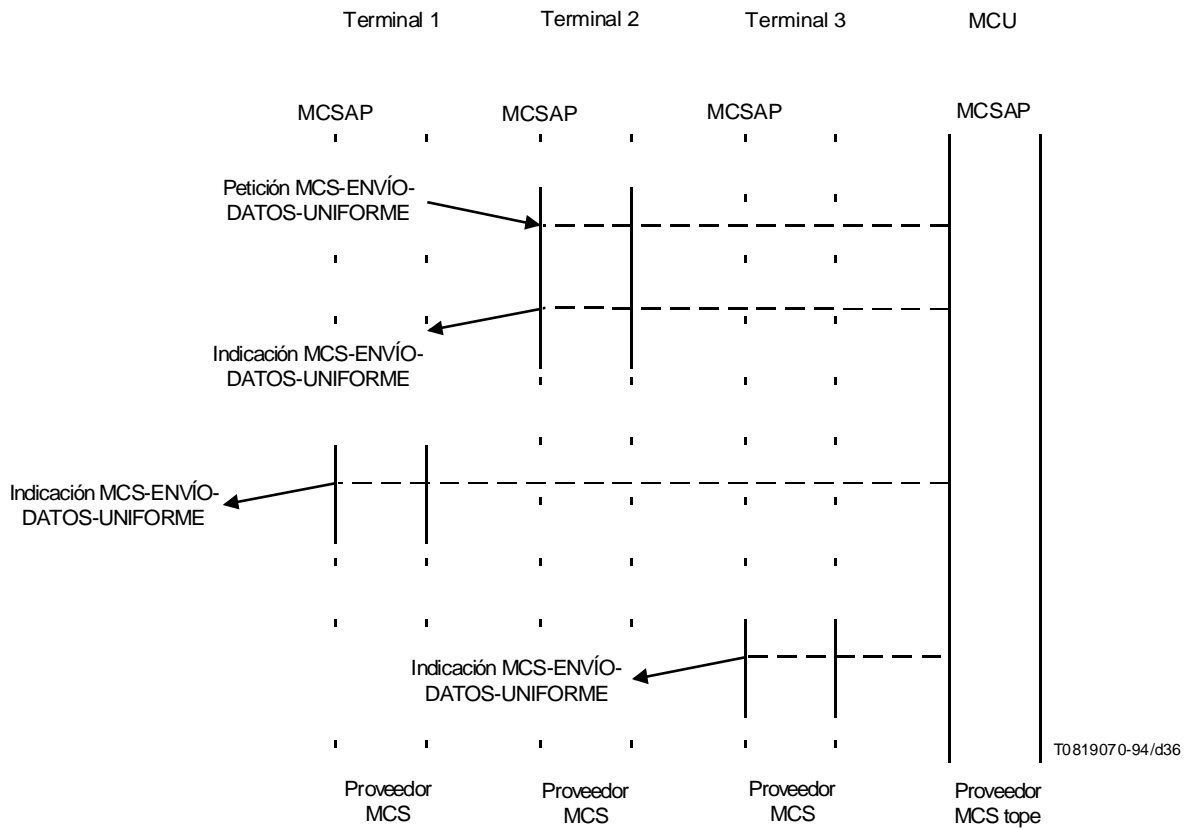 Terminal 1 Terminal 2 Terminal 3 MCU
MCSAP MCSAP MCSAP MCSAP
Petición MCS-ENVÍO-
DATOS-UNIFORME
Indicación MCS-ENVÍO-
DATOS-UNIFORME
Indicación MCS-ENVÍO-
DATOS-UNIFORME
Indicación MCS-ENVÍO-
DATOS-UNIFORME
T0819070-94/d36
Proveedor Proveedor Proveedor Proveedor
MCS MCS MCS MCS tope